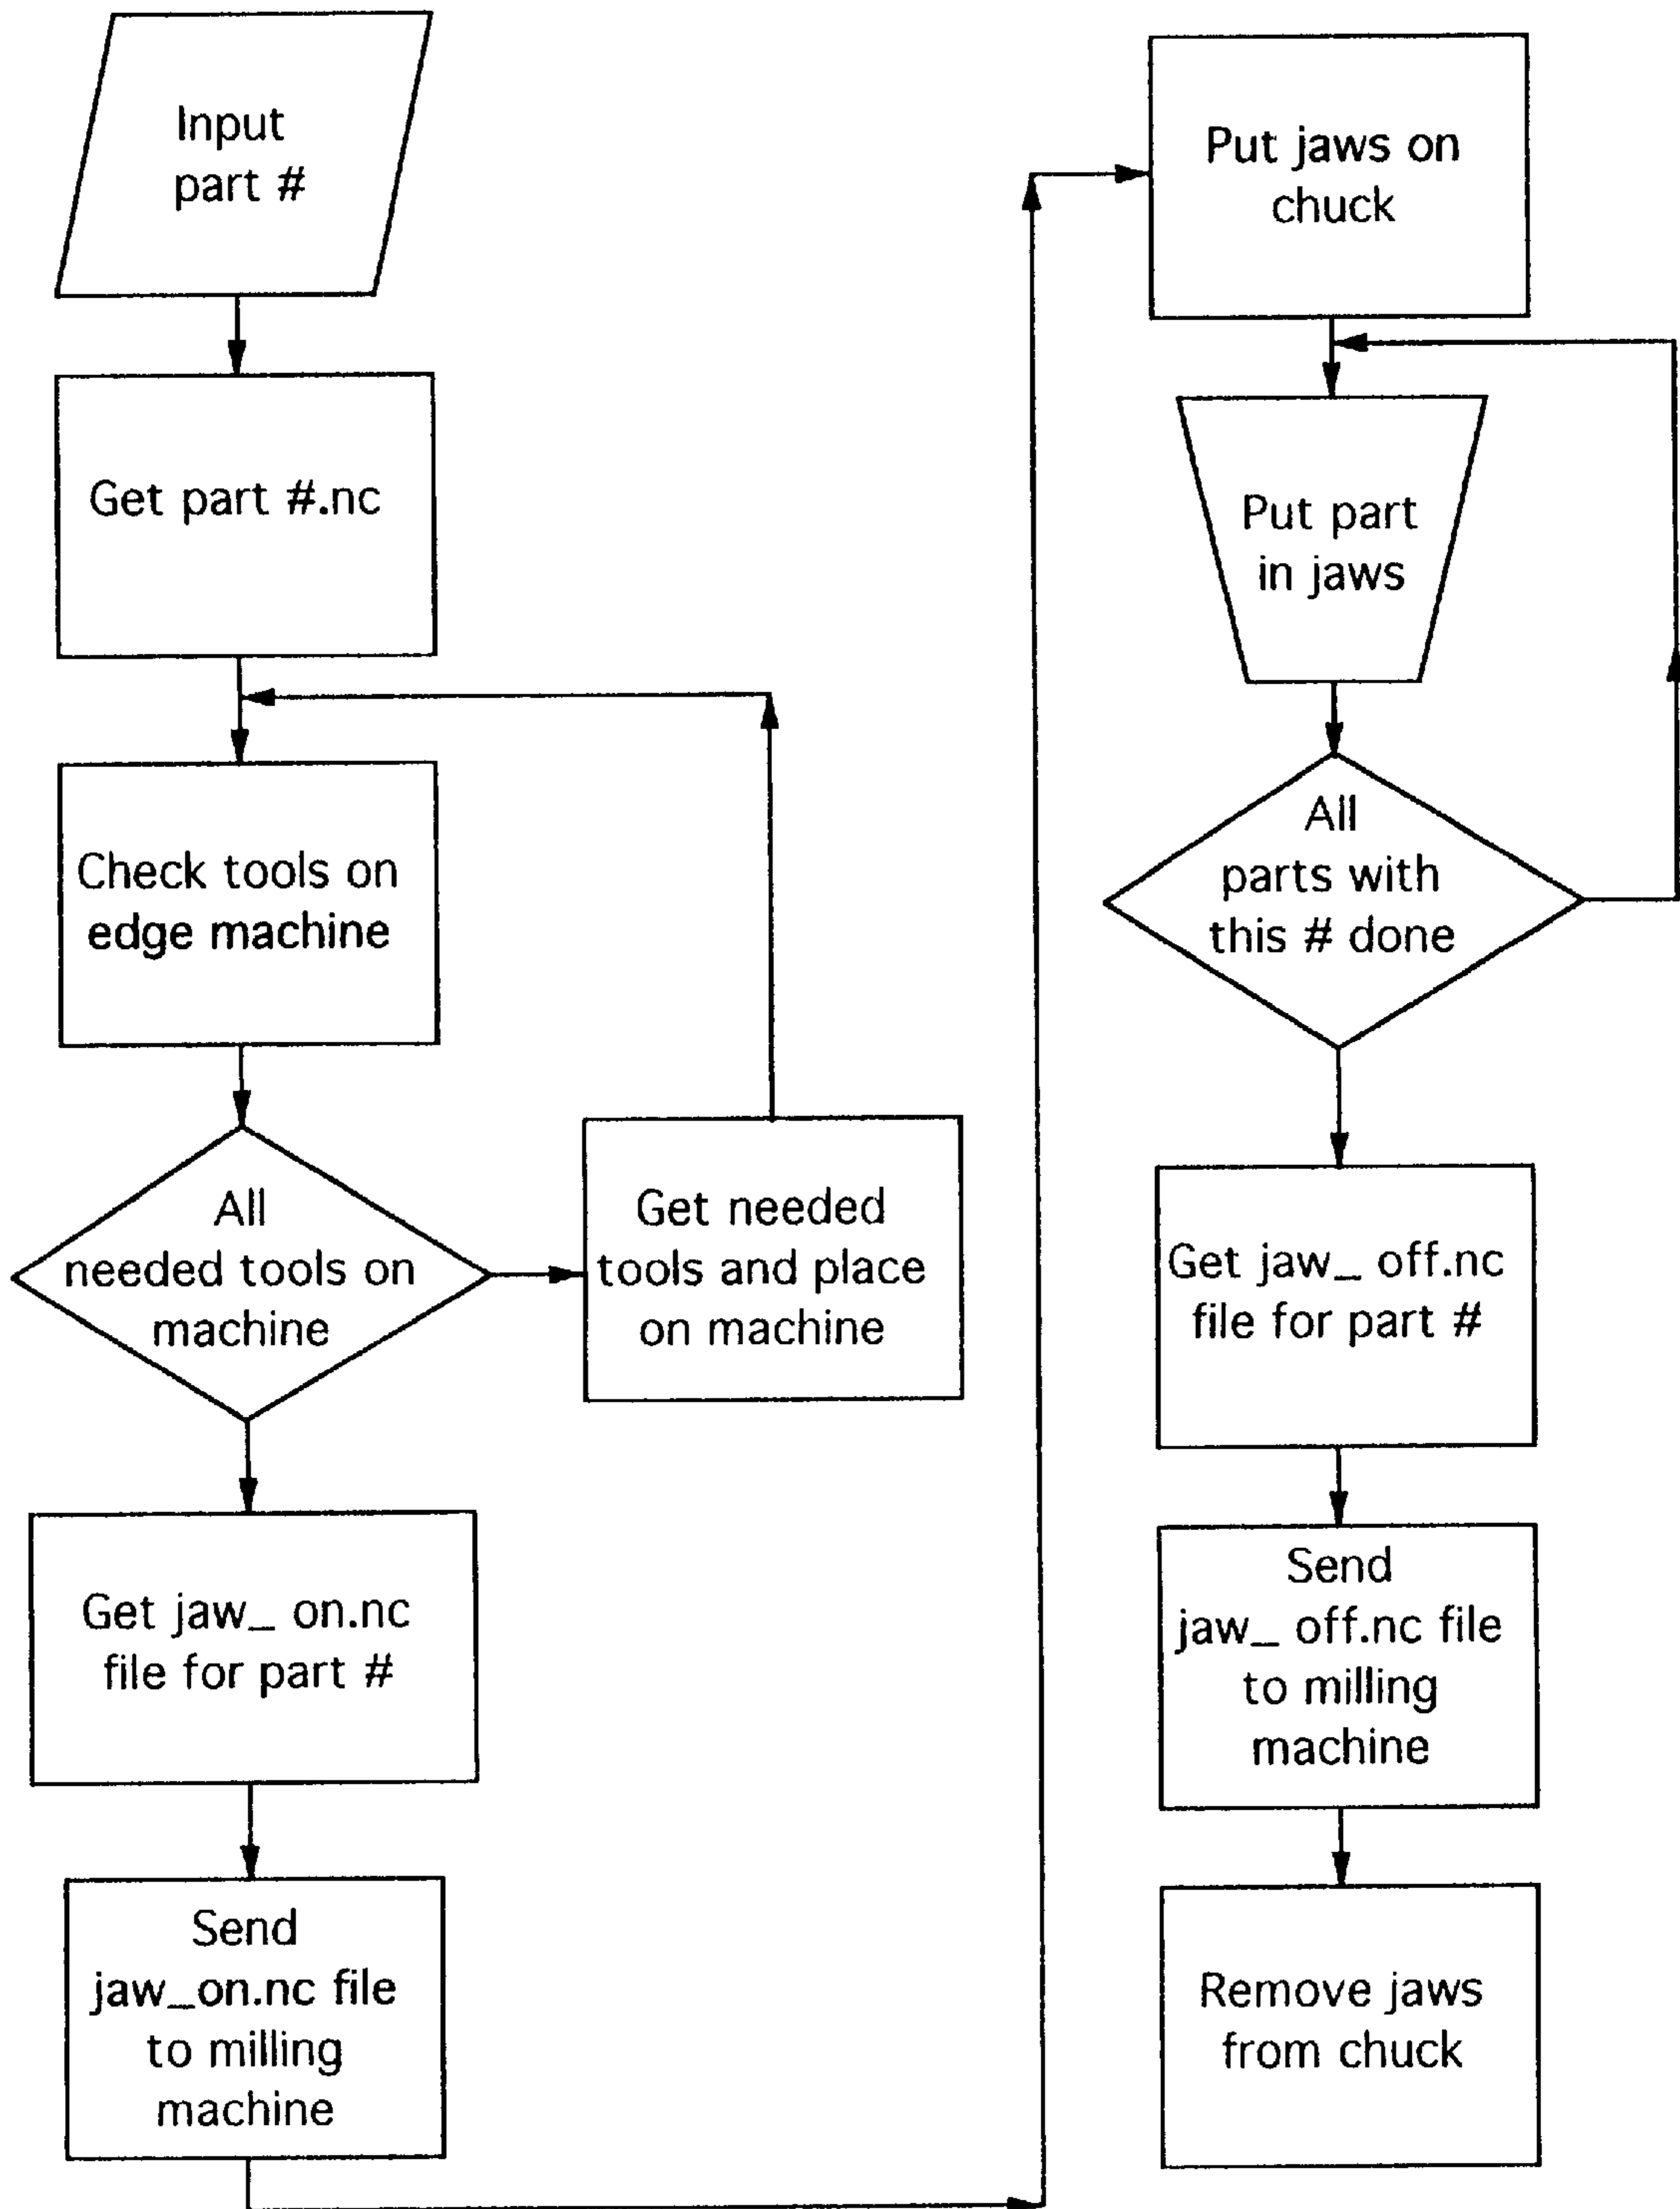 Input
part #
Get part #.nc
Check tools on
edge machine
All
needed tools on
machine
Get needed
tools and place
on machine
Get jaw_ on.nc
file for part #
Send
jaw_on.nc file
to milling
machine
Put jaws on
chuck
Put part
in jaws
All
parts with
this # done
Get jaw_ off.nc
file for part #
Send
jaw_ off.nc file
to milling
machine
Remove jaws
from chuck